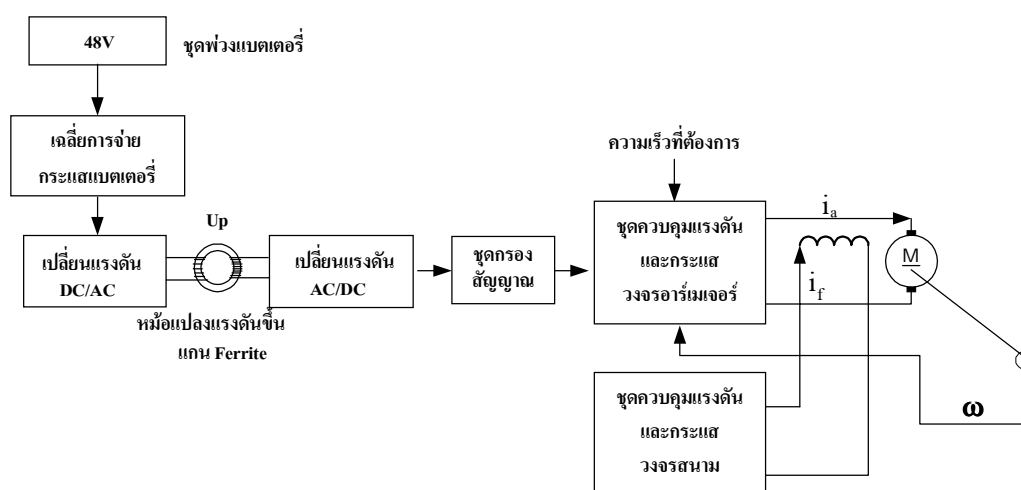 48V
ชุดพ่วงแบตเตอรี่
เฉลี่ยการจ่าย
กระแสแบตเตอรี่
Up
เปลี่ยนแรงดัน
DC/AC
เปลี่ยนแรงดัน
AC/DC
หม้อแปลงแรงดันขึ้น
แกน Ferrite
ชุดกรอง
สัญญาณ
ความเร็วที่ต้องการ
ชุดควบคุมแรงดัน
และกระแส
วงจรอาร์เมเจอร์
i_a
M
i_f
ชุดควบคุมแรงดัน
และกระแส
วงจรสนาม
ω